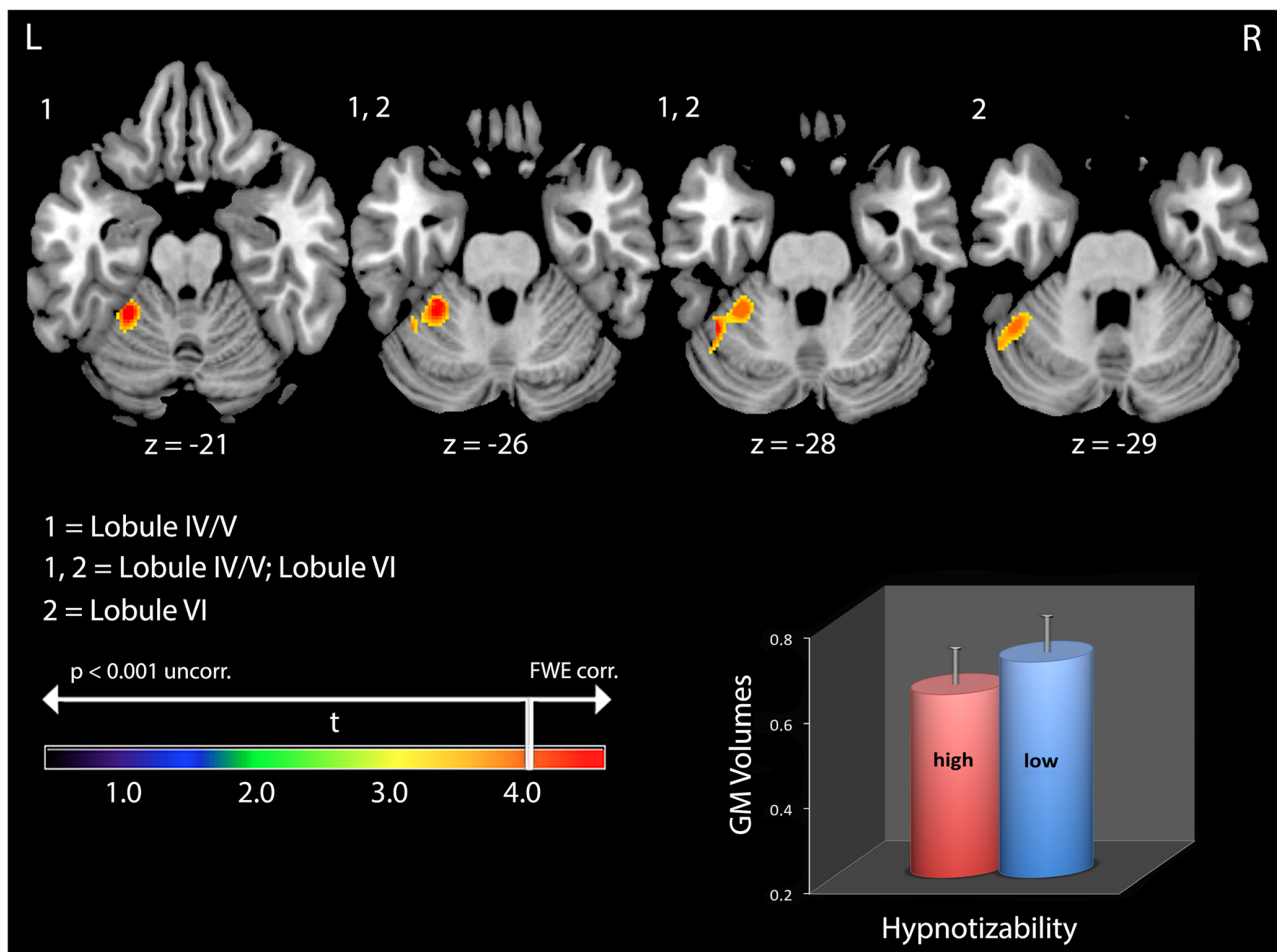 L
R
1
1, 2
1, 2
2
z = -21
z = -26
z = -28
z = -29
1 = Lobule IV/V
1, 2 = Lobule IV/V; Lobule VI
2 = Lobule VI
p < 0.001 uncorr.
FWE corr.
t
1.0
2.0
3.0
4.0
GM Volumes
0.8
0.6
0.4
0.2
high
low
Hypnotizability